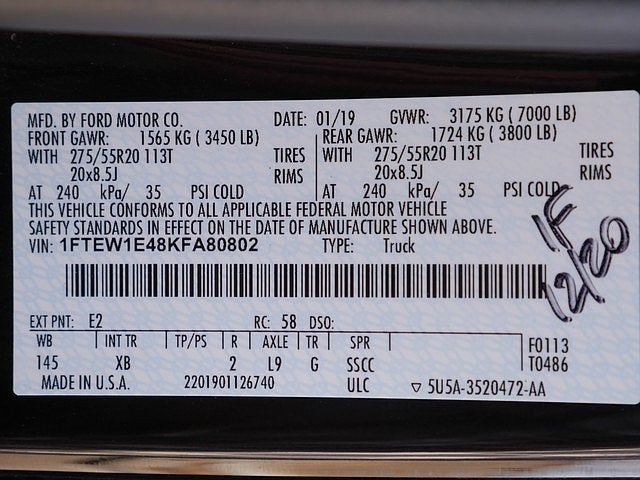 MFD. BY FORD MOTOR CO. DATE: 01/19 GVWR: 3175 KG ( 7000 LB)
FRONT GAWR: 1565 KG ( 3450 LB) REAR GAWR: 1724 KG ( 3800 LB)
WITH 275/55R20 113T TIRES WITH 275/55R20 113T TIRES
20x8.5J RIMS 20x8.5J RIMS
AT 240 kPa/ 35 PSI COLD AT 240 kPa/ 35 PSI COLD
THIS VEHICLE CONFORMS TO ALL APPLICABLE FEDERAL MOTOR VEHICLE
SAFETY STANDARDS IN EFFECT ON THE DATE OF MANUFACTURE SHOWN ABOVE.
VIN: 1FTEW1E48KFA80802 TYPE: Truck
1F
12/20
EXT PNT: E2 RC: 58 DSO:
WB INT TR TP/PS R AXLE TR SPR F0113
145 XB 2 L9 G SSCC T0486
MADE IN U.S.A. 2201901126740 ULC ▽ 5U5A-3520472-AA